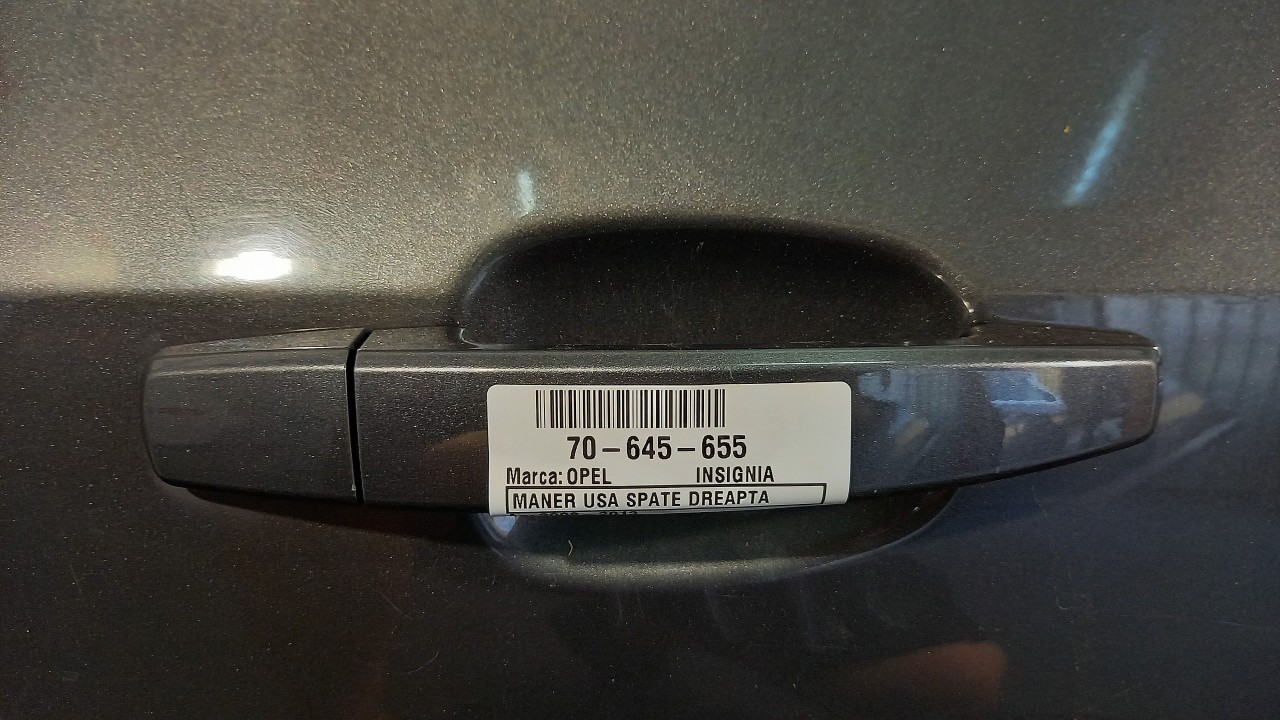 70-645-655
Marca: OPEL INSIGNIA
MANER USA SPATE DREAPTA